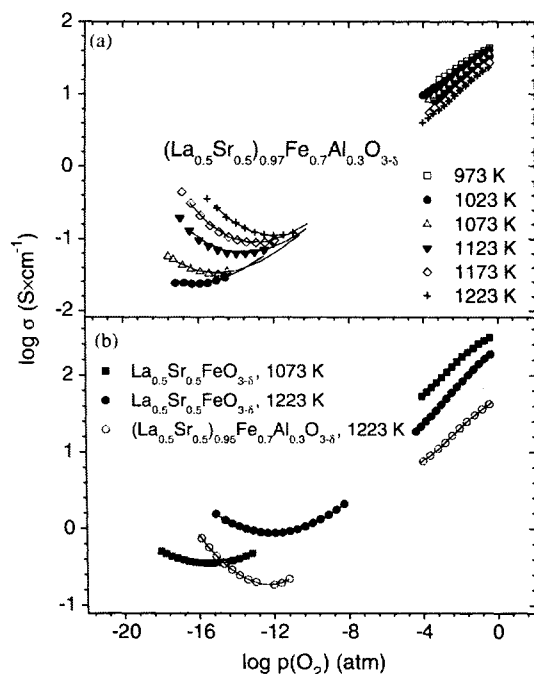 (a)
2
1
0
-1
-2
log σ (S×cm⁻¹)
(La₀.₅Sr₀.₅)₀.₉₇Fe₀.₇Al₀.₃O₃₋δ
973 K
1023 K
1073 K
1123 K
1173 K
1223 K
(b)
La₀.₅Sr₀.₅FeO₃₋δ, 1073 K
La₀.₅Sr₀.₅FeO₃₋δ, 1223 K
(La₀.₅Sr₀.₅)₀.₉₅Fe₀.₇Al₀.₃O₃₋δ, 1223 K
2
1
0
-1
-20 -16 -12 -8 -4 0
log p(O₂) (atm)